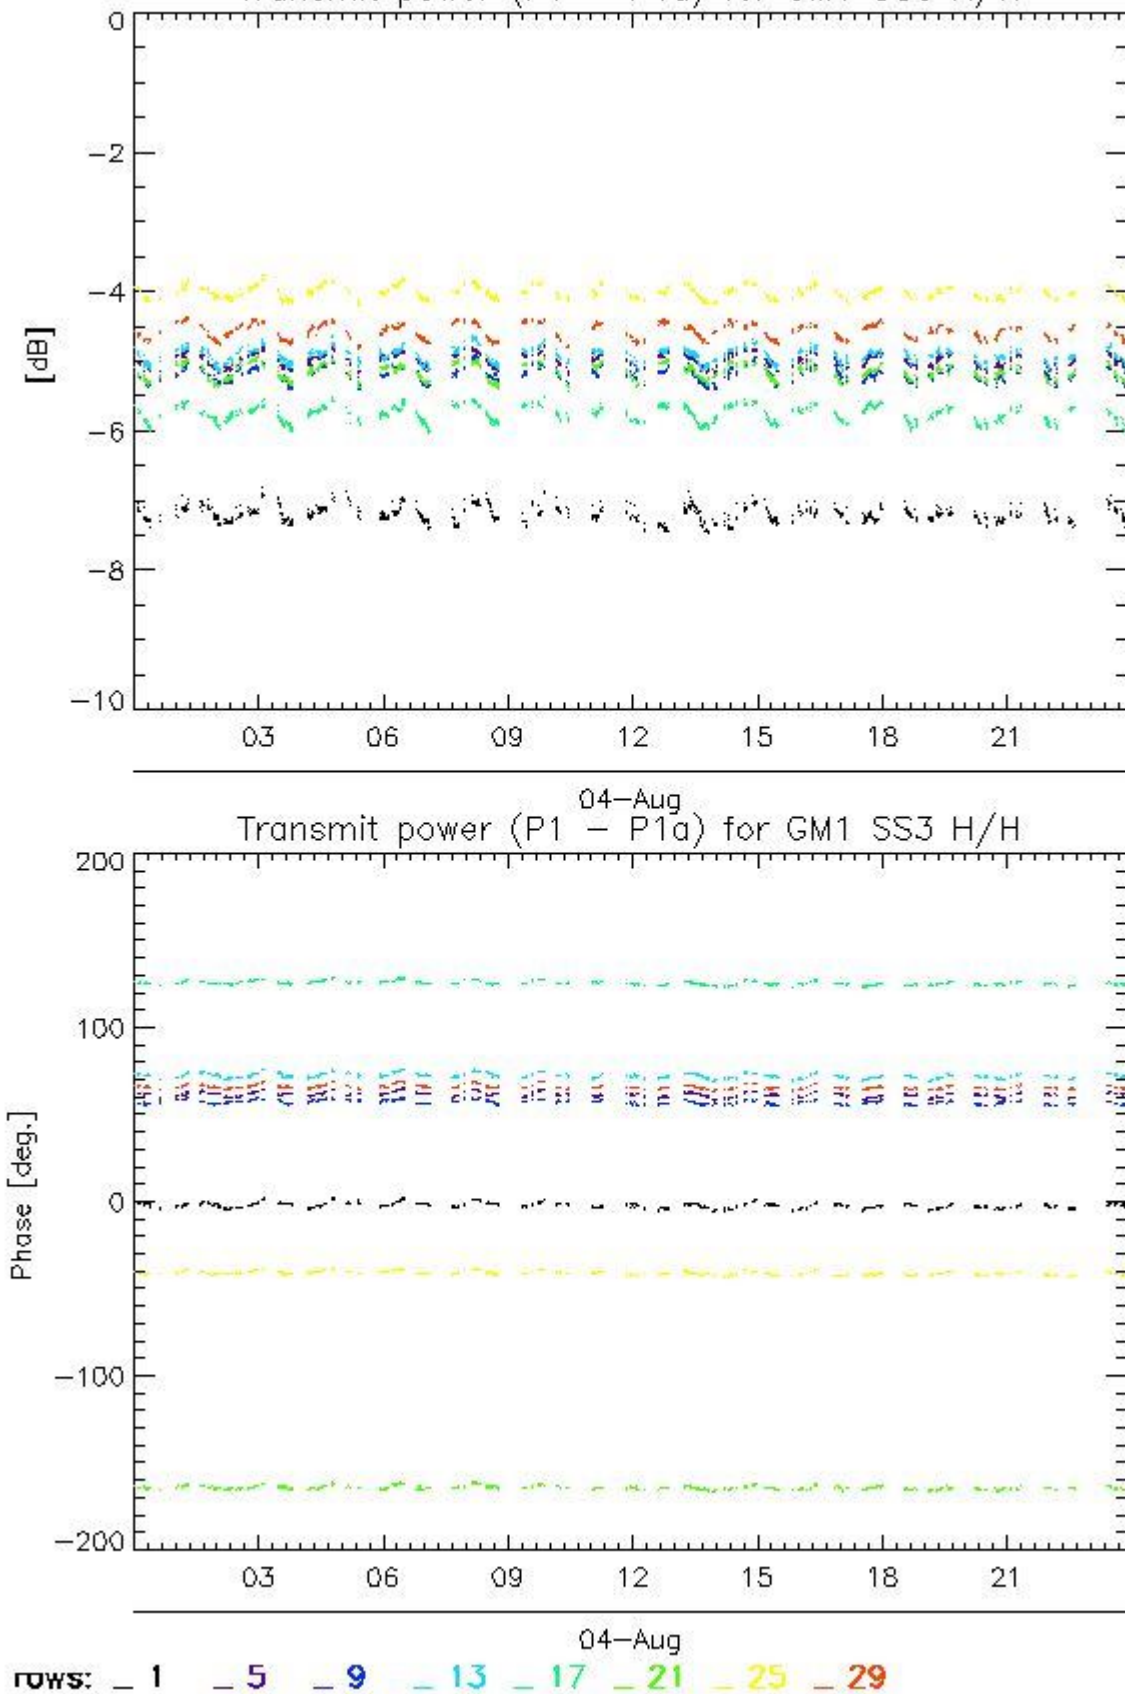 0
−2
−4
[dB]
−6
−8
−10
03 06 09 12 15 18 21
04−Aug
Transmit power (P1 − P1a) for GM1 SS3 H/H
200
100
0
Phase [deg.]
−100
−200
03 06 09 12 15 18 21
04−Aug
rows: _ 1 _ 5 _ 9 _ 13 _ 17 _ 21 _ 25 _ 29